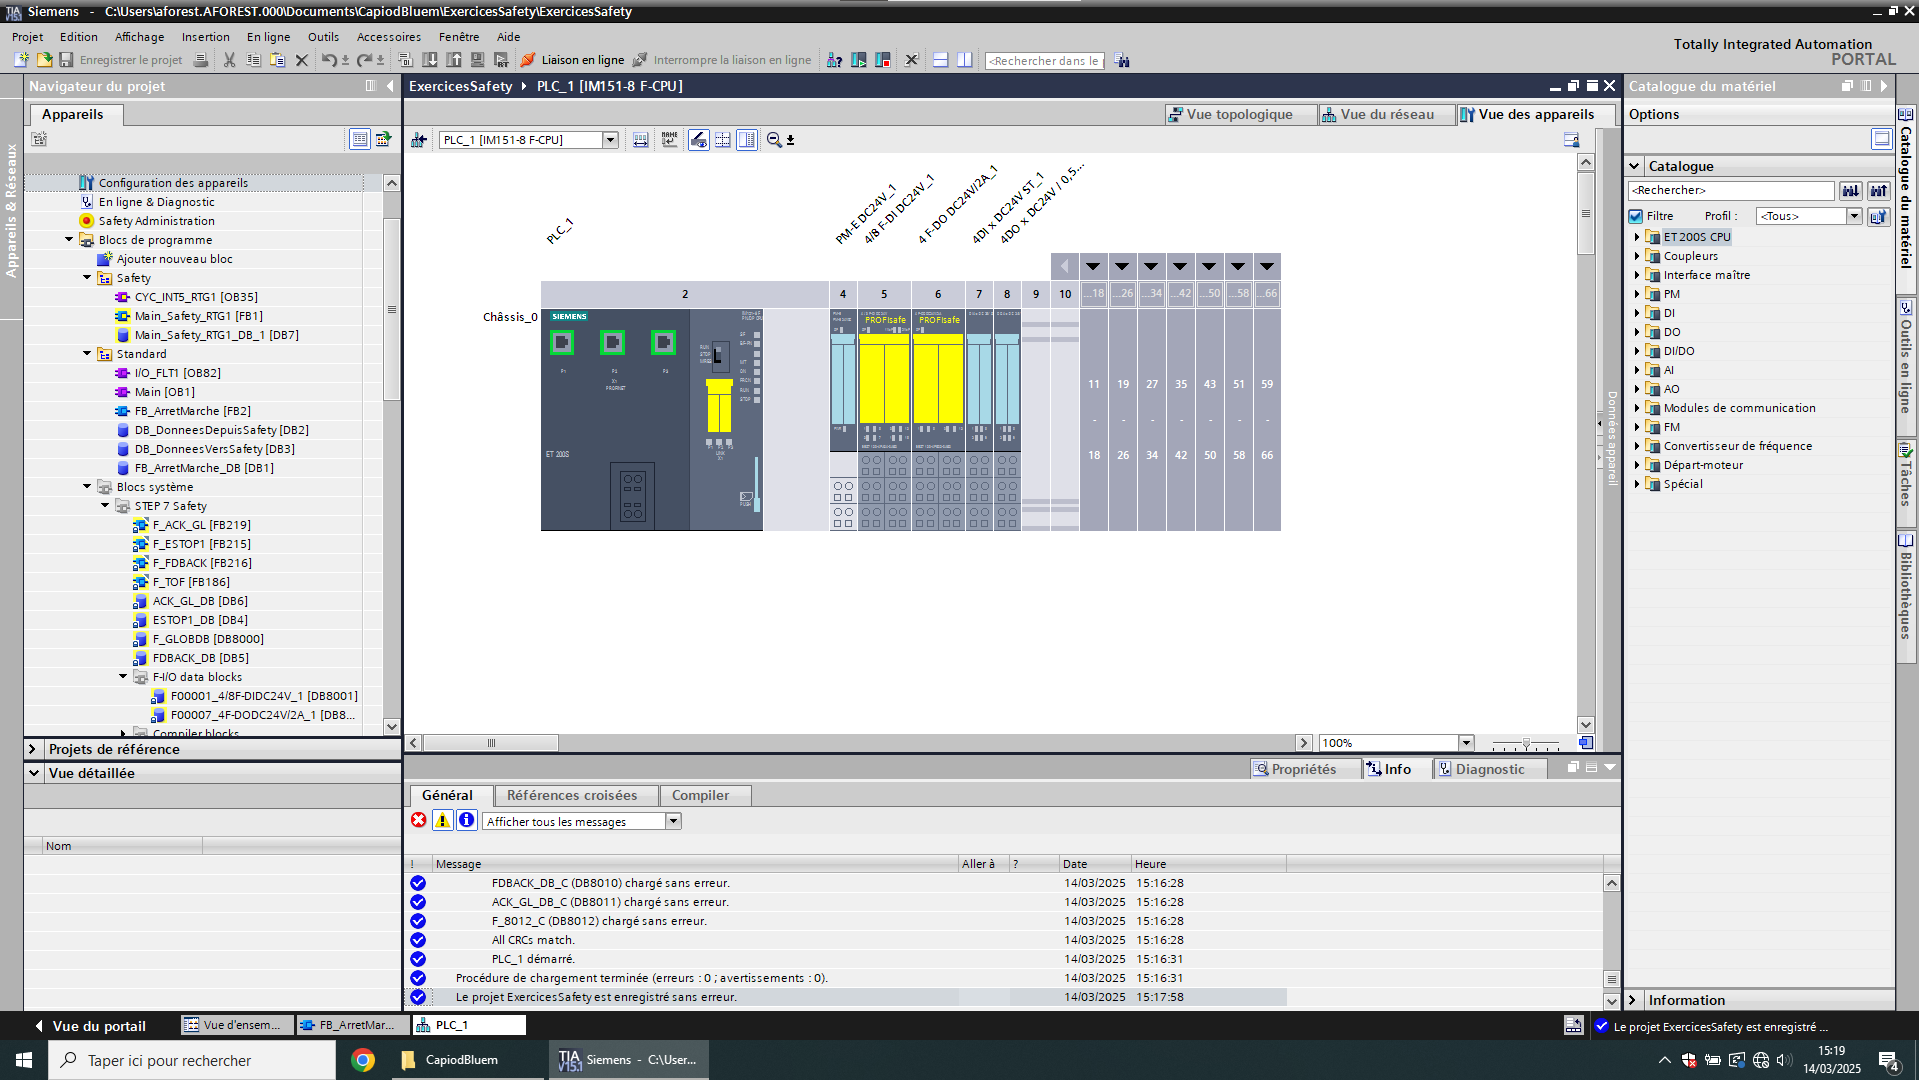 Siemens - C:\Users\aforest.AFOREST.000\Documents\CapiodBluem\ExercicesSafety\ExercicesSafety
Projet Edition Affichage Insertion En ligne Outils Accessoires Fenêtre Aide
Totally Integrated Automation
PORTAL
Enregistrer le projet
Liaison en ligne
Interrompre la liaison en ligne
<Rechercher dans le p
Navigateur du projet
Appareils
Appareils & Réseaux
Configuration des appareils
En ligne & Diagnostic
Safety Administration
Blocs de programme
Ajouter nouveau bloc
Safety
CYC_INT5_RTG1 [OB35]
Main_Safety_RTG1 [FB1]
Main_Safety_RTG1_DB_1 [DB7]
Standard
I/O_FLT1 [OB82]
Main [OB1]
FB_ArretMarche [FB2]
DB_DonneesDepuisSafety [DB2]
DB_DonneesVersSafety [DB3]
FB_ArretMarche_DB [DB1]
Blocs système
STEP 7 Safety
F_ACK_GL [FB219]
F_ESTOP1 [FB215]
F_FDBACK [FB216]
F_TOF [FB186]
ACK_GL_DB [DB6]
ESTOP1_DB [DB4]
F_GLOBDB [DB8000]
FDBACK_DB [DB5]
F-I/O data blocks
F00001_4/8F-DIDC24V_1 [DB8001]
F00007_4F-DODC24V/2A_1 [DB8...
Compiler blocks
Projets de référence
Vue détaillée
Nom
ExercicesSafety PLC_1 [IM151-8 F-CPU]
Vue topologique
Vue du réseau
Vue des appareils
PLC_1 [IM151-8 F-CPU]
PLC_1
PM-E DC24V_1
4/8 F-DI DC24V_1
4 F-DO DC24V/2A_1
4DI x DC24V ST_1
4DO x DC24V / 0,5...
2 4 5 6 7 8 9 10 ...18 ...26 ...34 ...42 ...50 ...58 ...66
Châssis_0
SIEMENS
PROFIsafe
PROFIsafe
ET 200S
11 19 27 35 43 51 59
- - - - - - -
18 26 34 42 50 58 66
Données appareil
100%
Propriétés
Info
Diagnostic
Général
Références croisées
Compiler
Afficher tous les messages
! Message Aller à ? Date Heure
FDBACK_DB_C (DB8010) chargé sans erreur. 14/03/2025 15:16:28
ACK_GL_DB_C (DB8011) chargé sans erreur. 14/03/2025 15:16:28
F_8012_C (DB8012) chargé sans erreur. 14/03/2025 15:16:28
All CRCs match. 14/03/2025 15:16:28
PLC_1 démarré. 14/03/2025 15:16:31
Procédure de chargement terminée (erreurs : 0 ; avertissements : 0). 14/03/2025 15:16:31
Le projet ExercicesSafety est enregistré sans erreur. 14/03/2025 15:17:58
Catalogue du matériel
Options
Catalogue
<Rechercher>
Filtre Profil : <Tous>
ET 200S CPU
Coupleurs
Interface maître
PM
DI
DO
DI/DO
AI
AO
Modules de communication
FM
Convertisseur de fréquence
Départ-moteur
Spécial
Information
Catalogue du matériel
Outils en ligne
Tâches
Bibliothèques
Vue du portail
Vue d'ensem...
FB_ArretMar...
PLC_1
Le projet ExercicesSafety est enregistré ...
Taper ici pour rechercher
CapiodBluem
TIA V15.1
Siemens - C:\User...
15:19
14/03/2025
4